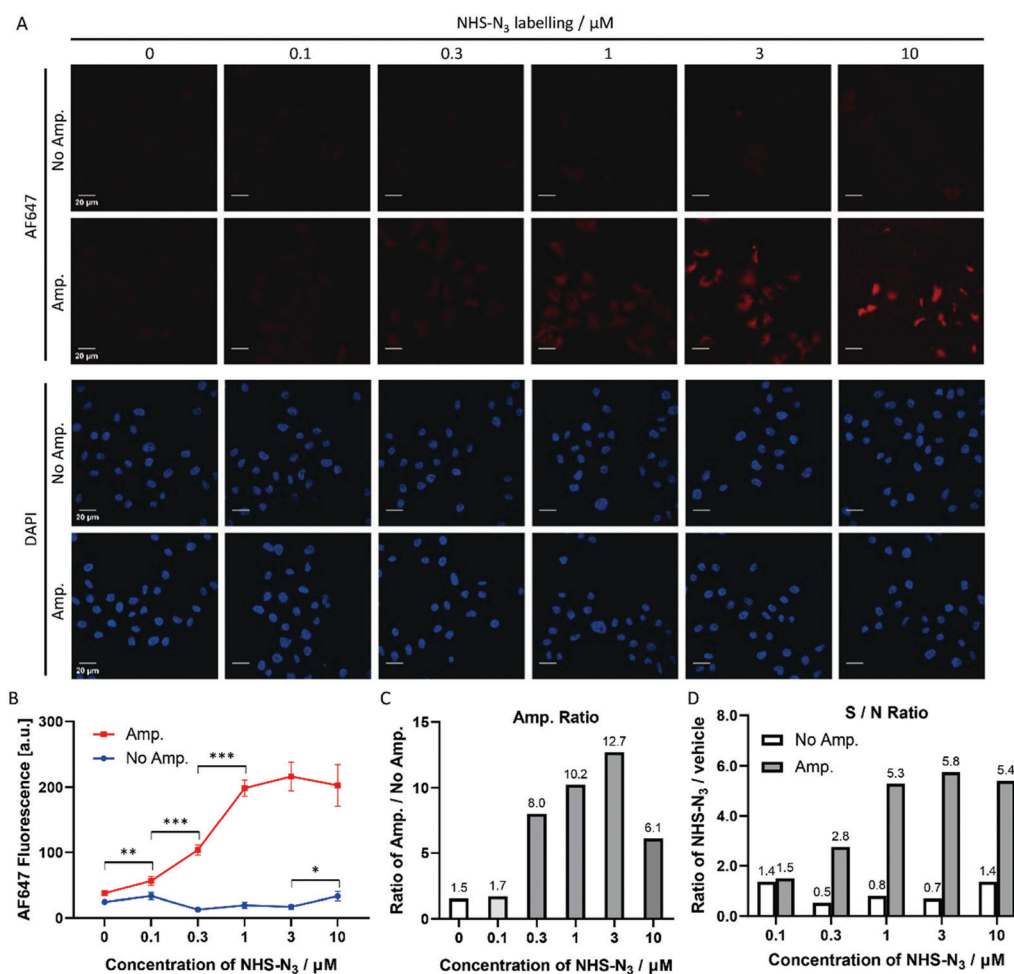 A
NHS-N₃ labelling / µM
0 0.1 0.3 1 3 10
AF647
No Amp.
20 µm
Amp.
20 µm
DAPI
No Amp.
20 µm
Amp.
20 µm
B
AF647 Fluorescence [a.u.]
300
200
100
0
Amp.
No Amp.
**
***
***
*
0 0.1 0.3 1 3 10
Concentration of NHS-N₃ / µM
C
Amp. Ratio
Ratio of Amp. / No Amp.
15
10
5
0
1.5 1.7 8.0 10.2 12.7 6.1
0 0.1 0.3 1 3 10
Concentration of NHS-N₃ / µM
D
S / N Ratio
Ratio of NHS-N₃ / vehicle
8.0
6.0
4.0
2.0
0.0
No Amp.
Amp.
1.4 1.5 0.5 2.8 0.8 5.3 0.7 5.8 1.4 5.4
0.1 0.3 1 3 10
Concentration of NHS-N₃ / µM